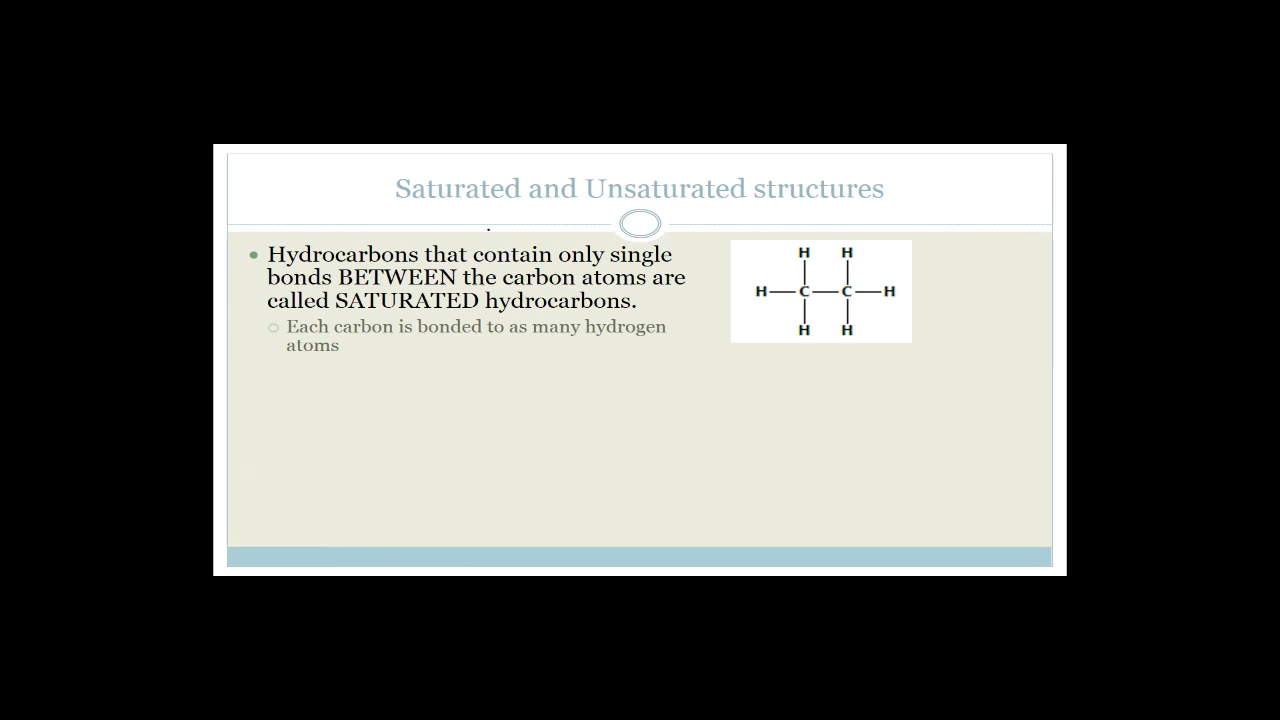 Saturated and Unsaturated structures
Hydrocarbons that contain only single
bonds BETWEEN the carbon atoms are
called SATURATED hydrocarbons.
Each carbon is bonded to as many hydrogen
atoms
H H
H C C H
H H